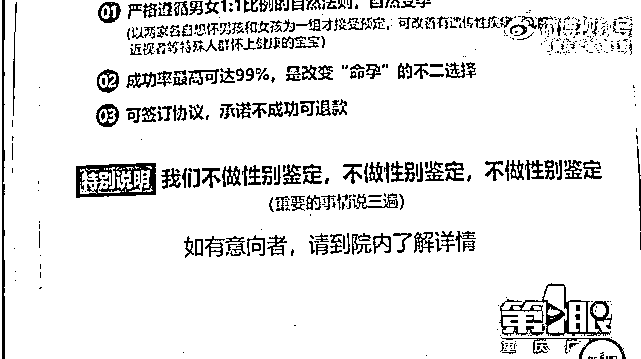 01 严格遵循男女1:1比例的自然法则，自然受孕
(以两家各自想怀男孩和女孩为一组才接受预定，可改善有遗传性疾
近视者等特殊人群怀上健康的宝宝)
02 成功率最高可达99%，是改变“命孕”的不二选择
03 可签订协议，承诺不成功可退款
特别说明 我们不做性别鉴定，不做性别鉴定，不做性别鉴定
(重要的事情说三遍)
如有意向者，请到院内了解详情
第1眼
重庆广